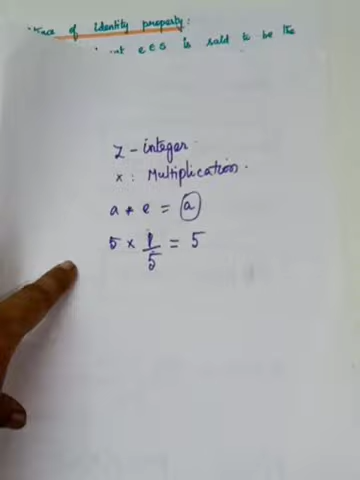 of identity property:
e ∈ G is said to be the
Z - integer
x : Multiplication.
a * e = a
5 × 1/5 = 5